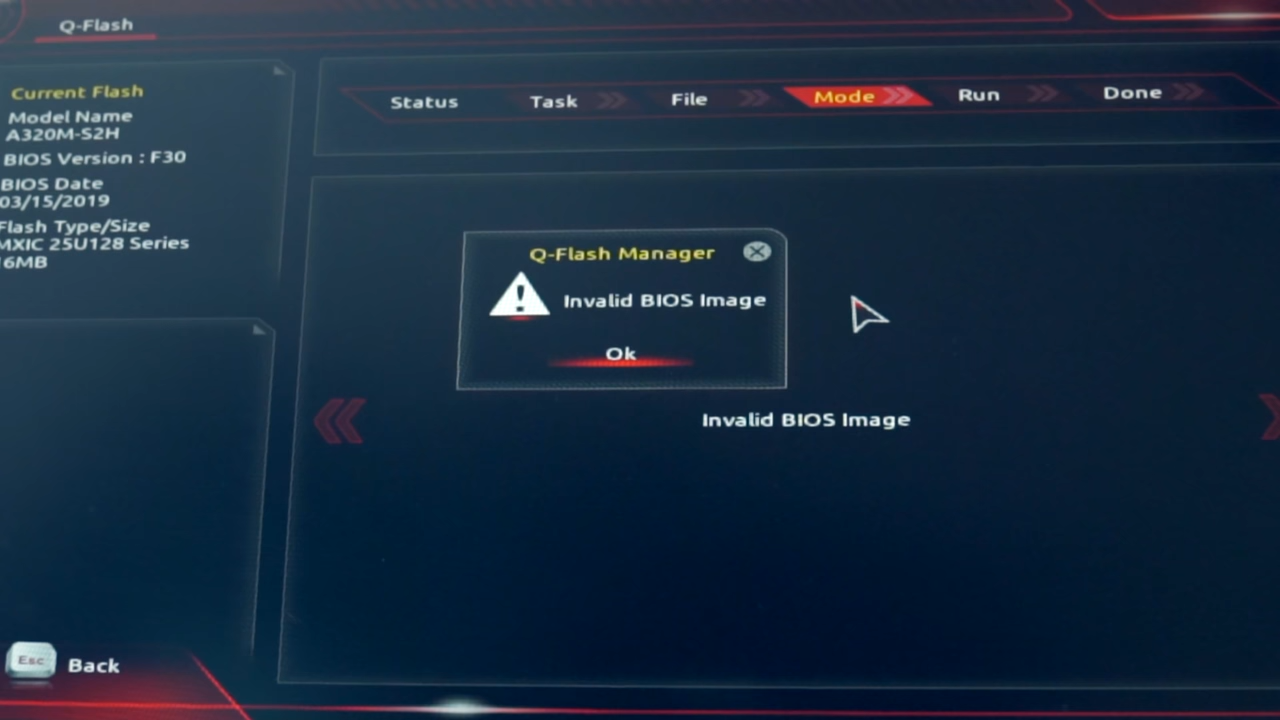 Q-Flash
Current Flash
Model Name
A320M-S2H
BIOS Version : F30
BIOS Date
03/15/2019
Flash Type/Size
MXIC 25U128 Series
16MB
Status
Task
File
Mode
Run
Done
Q-Flash Manager
Invalid BIOS Image
Ok
Invalid BIOS Image
Esc
Back